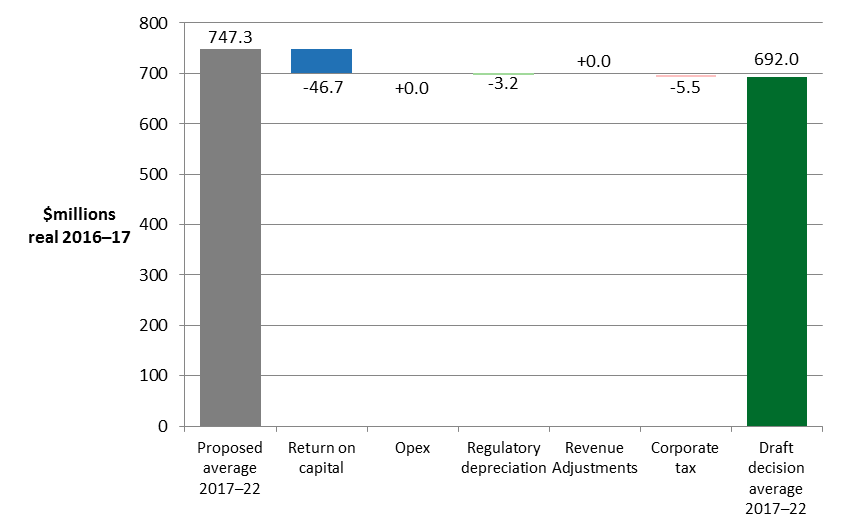 800
700
600
500
400
300
200
100
0
$millions
real 2016–17
747.3
-46.7
+0.0
-3.2
+0.0
-5.5
692.0
Proposed
average
2017–22
Return on
capital
Opex
Regulatory
depreciation
Revenue
Adjustments
Corporate
tax
Draft
decision
average
2017–22